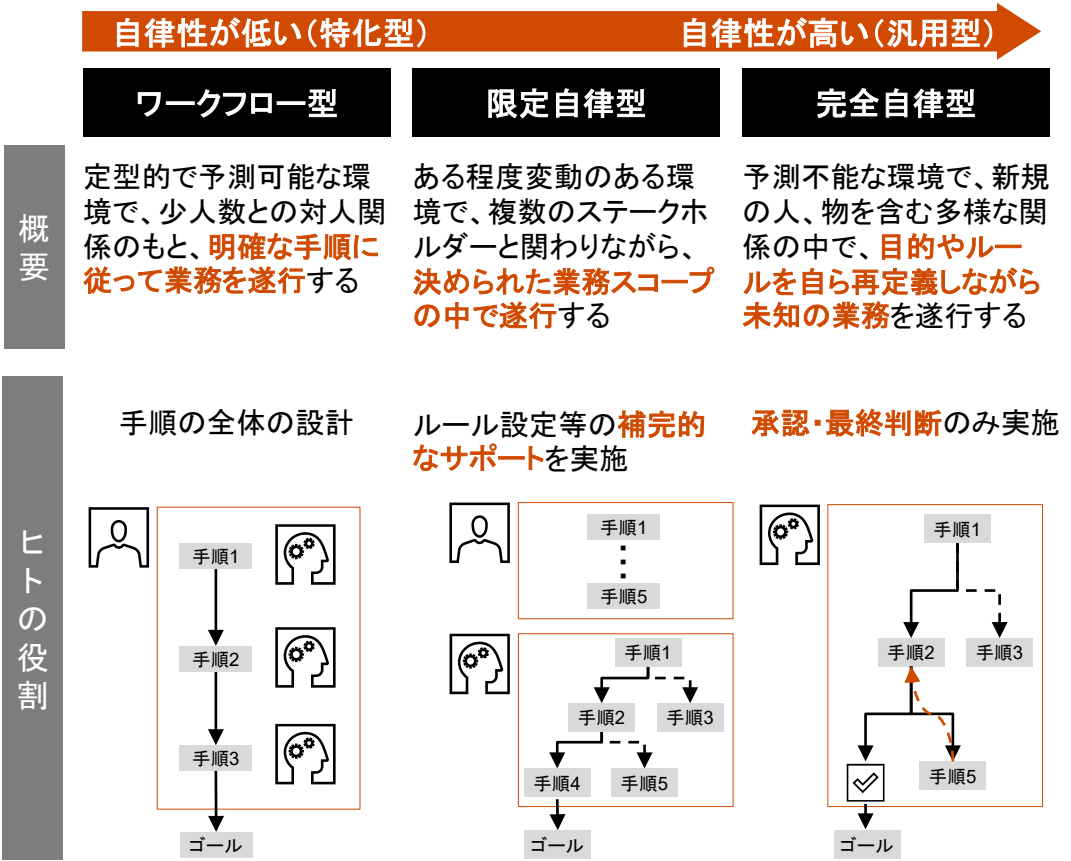 自律性が低い（特化型）
自律性が高い（汎用型）
ワークフロー型
限定自律型
完全自律型
概要
定型的で予測可能な環
境で、少人数との対人関
係のもと、明確な手順に
従って業務を遂行する
ある程度変動のある環
境で、複数のステークホ
ルダーと関わりながら、
決められた業務スコープ
の中で遂行する
予測不能な環境で、新規
の人、物を含む多様な関
係の中で、目的やルー
ルを自ら再定義しながら
未知の業務を遂行する
ヒトの役割
手順の全体の設計
ルール設定等の補完的
なサポートを実施
承認・最終判断のみ実施
手順1
手順2
手順3
ゴール
手順1
手順5
手順1
手順2
手順3
手順4
手順5
ゴール
手順1
手順2
手順3
手順5
ゴール